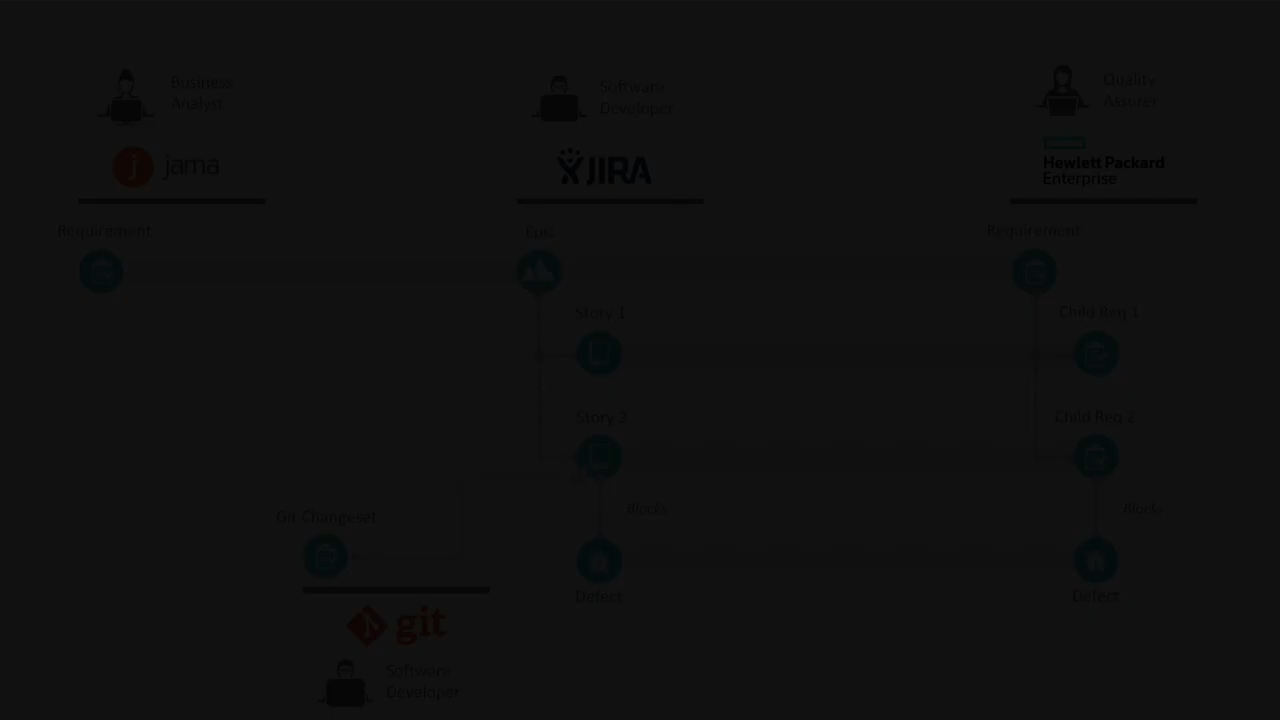 Business
Analyst
jama
Requirement
Software
Developer
JIRA
Epic
Story 1
Story 2
Blocks
Defect
Quality
Assurer
Hewlett Packard
Enterprise
Requirement
Child Req 1
Child Req 2
Blocks
Defect
Git Changeset
git
Software
Developer